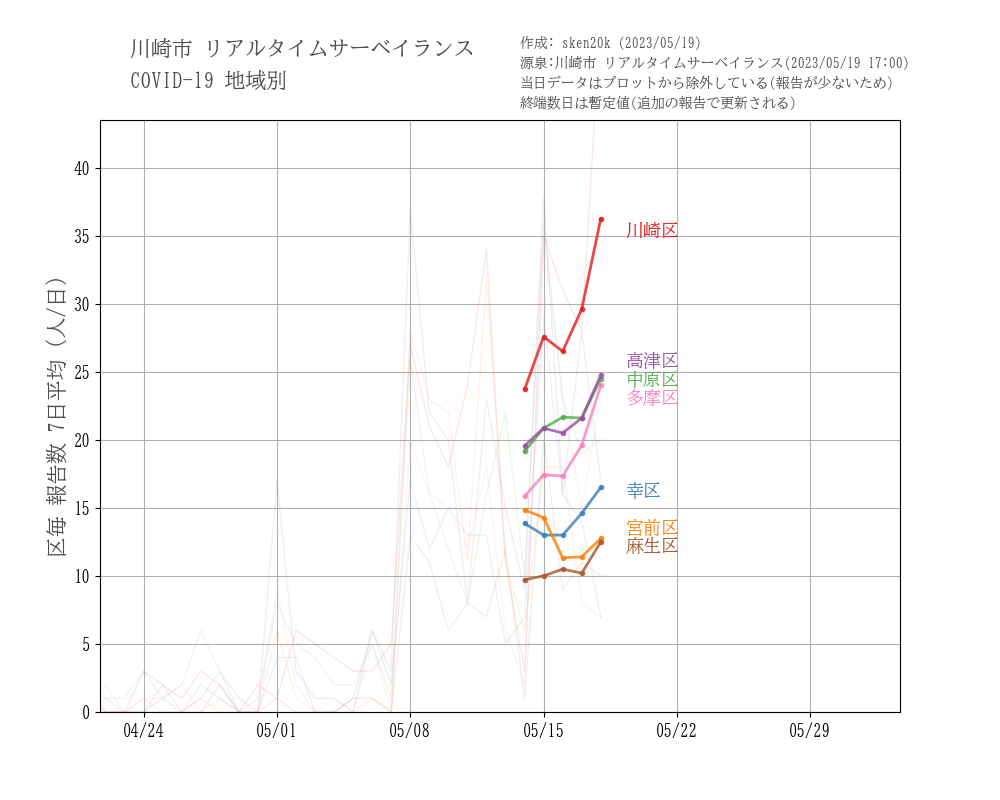 川崎市 リアルタイムサーベイランス
COVID-19 地域別
作成: sken20k (2023/05/19)
源泉:川崎市 リアルタイムサーベイランス(2023/05/19 17:00)
当日データはプロットから除外している(報告が少ないため)
終端数日は暫定値(追加の報告で更新される)
区毎 報告数 7日平均 (人/日)
40
35
30
25
20
15
10
5
0
川崎区
高津区
中原区
多摩区
幸区
宮前区
麻生区
04/24
05/01
05/08
05/15
05/22
05/29